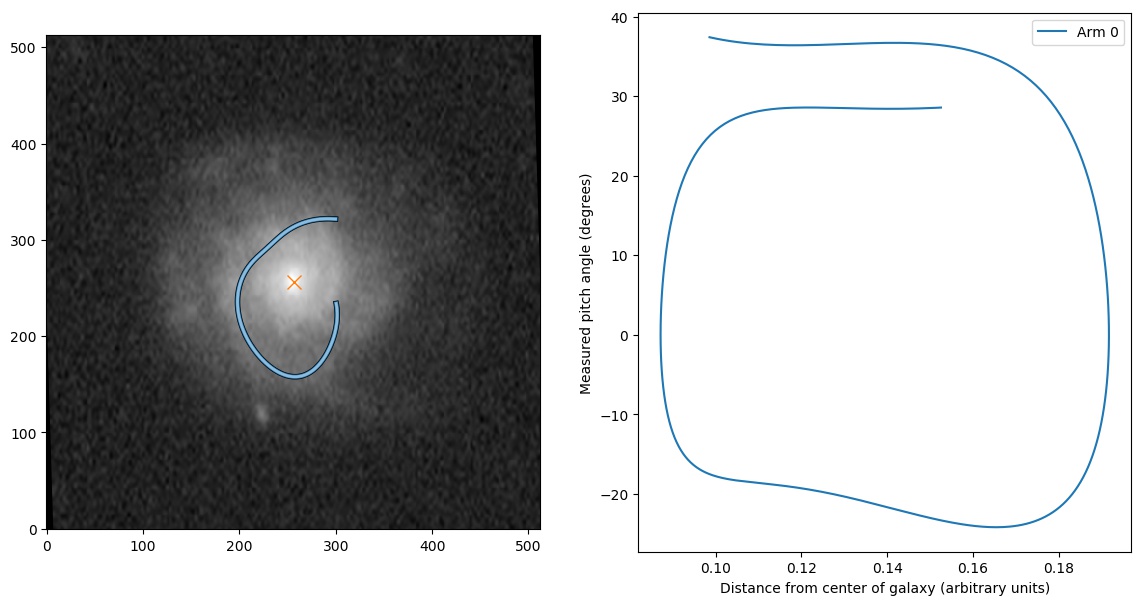 500
400
300
200
100
0
0 100 200 300 400 500
40
30
20
10
0
−10
−20
0.10 0.12 0.14 0.16 0.18
Measured pitch angle (degrees)
Distance from center of galaxy (arbitrary units)
Arm 0